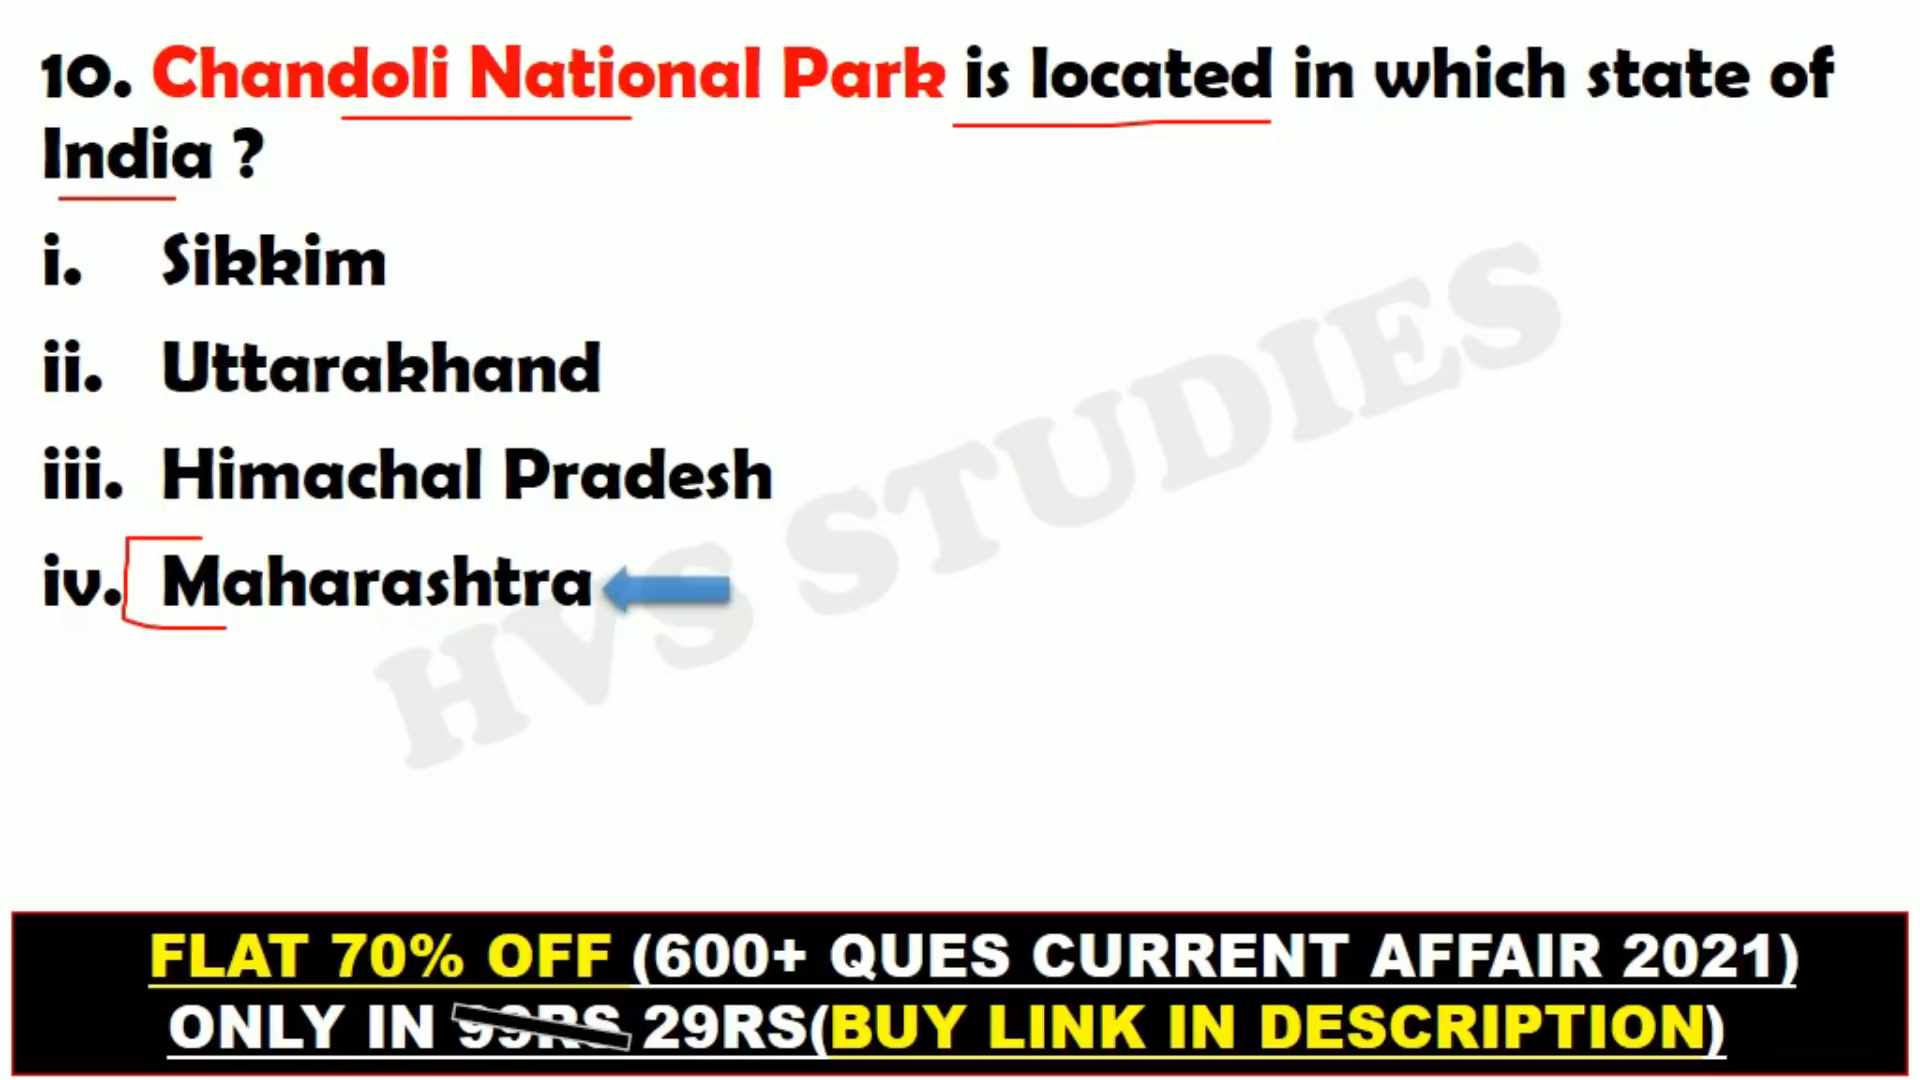 10. Chandoli National Park is located in which state of
India ?
i. Sikkim
ii. Uttarakhand
iii. Himachal Pradesh
iv. Maharashtra
HVS STUDIES
FLAT 70% OFF (600+ QUES CURRENT AFFAIR 2021)
ONLY IN 99RS 29RS(BUY LINK IN DESCRIPTION)